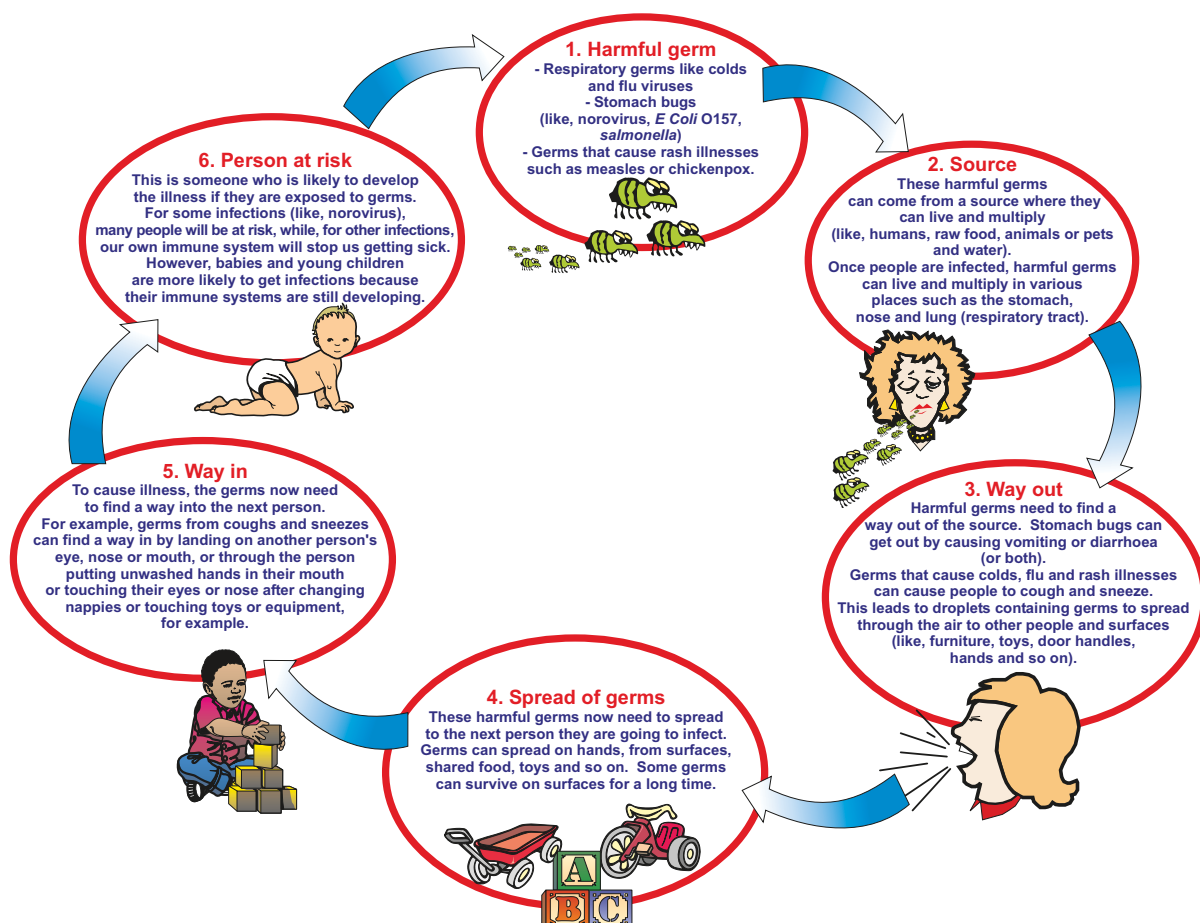 1. Harmful germ
- Respiratory germs like colds
and flu viruses
- Stomach bugs
(like, norovirus, E Coli O157,
salmonella)
- Germs that cause rash illnesses
such as measles or chickenpox.
2. Source
These harmful germs
can come from a source where they
can live and multiply
(like, humans, raw food, animals or pets
and water).
Once people are infected, harmful germs
can live and multiply in various
places such as the stomach,
nose and lung (respiratory tract).
3. Way out
Harmful germs need to find a
way out of the source. Stomach bugs can
get out by causing vomiting or diarrhoea
(or both).
Germs that cause colds, flu and rash illnesses
can cause people to cough and sneeze.
This leads to droplets containing germs to spread
through the air to other people and surfaces
(like, furniture, toys, door handles,
hands and so on).
4. Spread of germs
These harmful germs now need to spread
to the next person they are going to infect.
Germs can spread on hands, from surfaces,
shared food, toys and so on. Some germs
can survive on surfaces for a long time.
A
B C
5. Way in
To cause illness, the germs now need
to find a way into the next person.
For example, germs from coughs and sneezes
can find a way in by landing on another person's
eye, nose or mouth, or through the person
putting unwashed hands in their mouth
or touching their eyes or nose after changing
nappies or touching toys or equipment,
for example.
6. Person at risk
This is someone who is likely to develop
the illness if they are exposed to germs.
For some infections (like, norovirus),
many people will be at risk, while, for other infections,
our own immune system will stop us getting sick.
However, babies and young children
are more likely to get infections because
their immune systems are still developing.